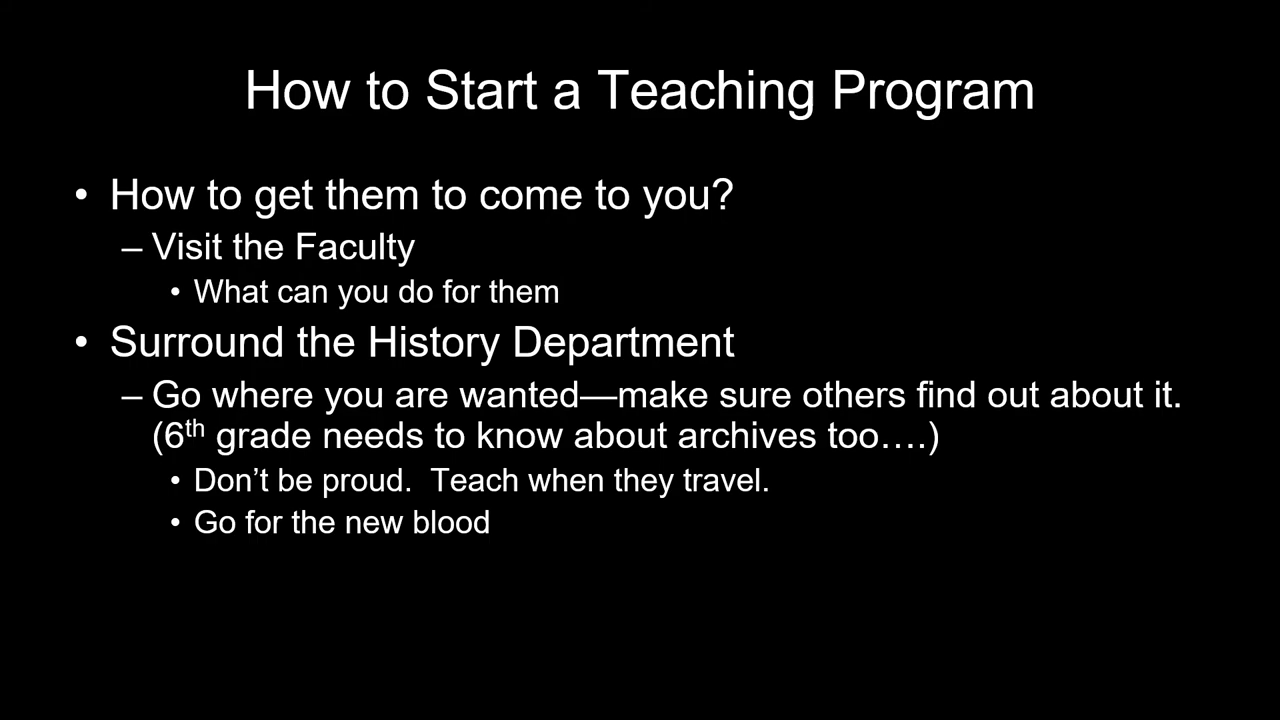 How to Start a Teaching Program
• How to get them to come to you?
– Visit the Faculty
• What can you do for them
• Surround the History Department
– Go where you are wanted—make sure others find out about it.
(6th grade needs to know about archives too….)
• Don’t be proud.  Teach when they travel.
• Go for the new blood